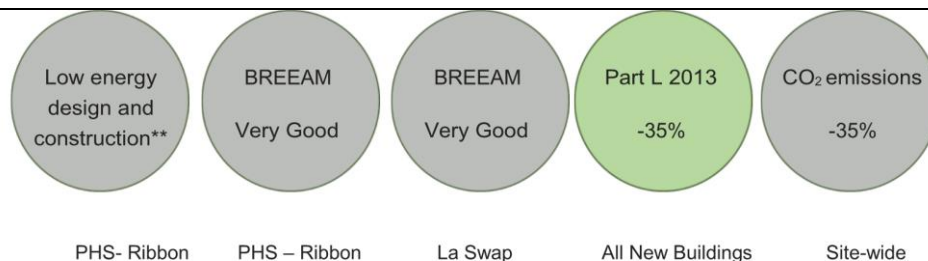 Low energy
design and
construction**
BREEAM
Very Good
BREEAM
Very Good
Part L 2013
-35%
CO₂ emissions
-35%
PHS- Ribbon
PHS – Ribbon
La Swap
All New Buildings
Site-wide